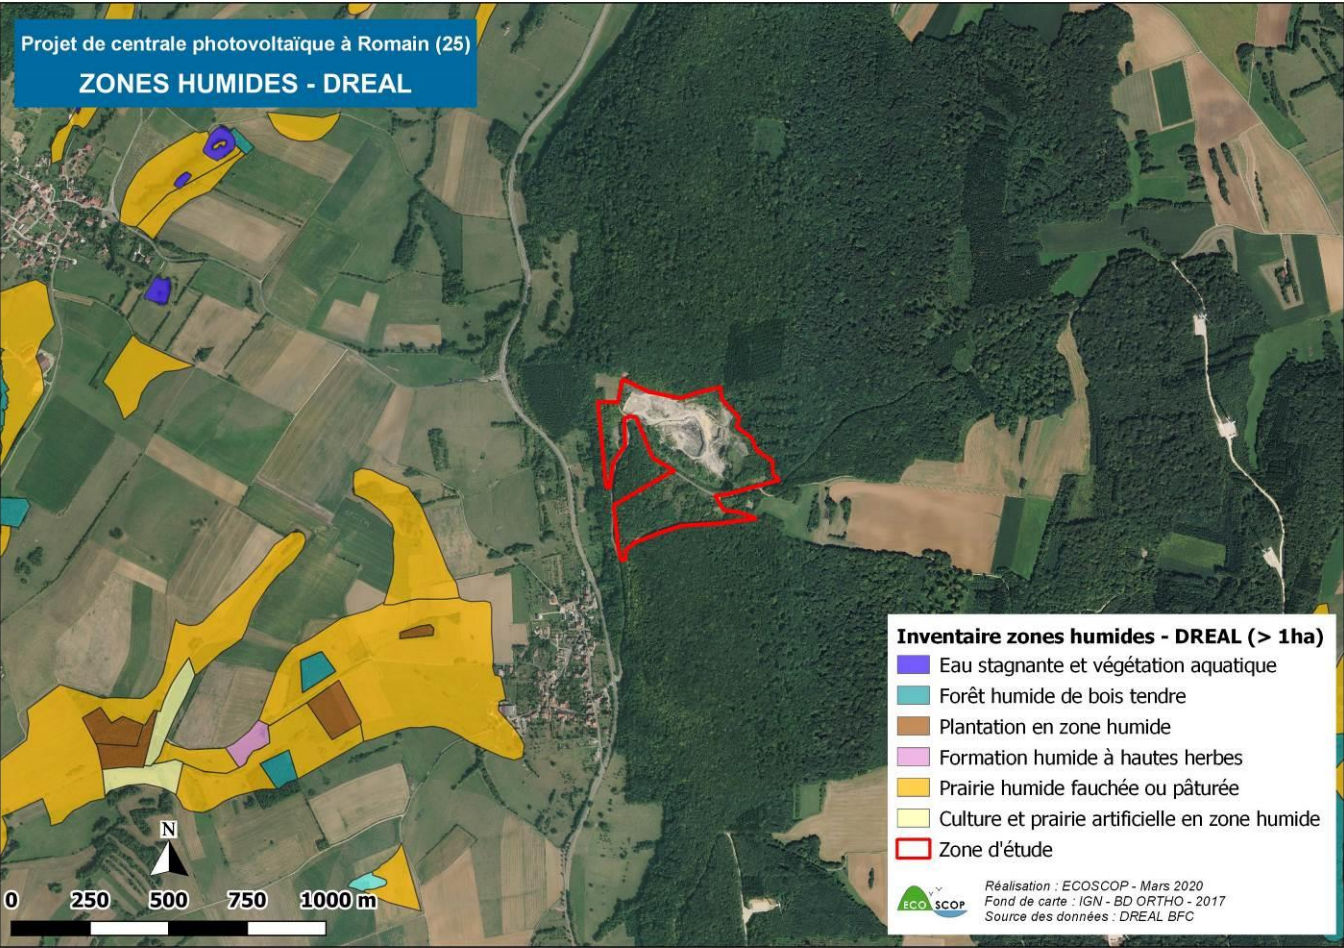 Projet de centrale photovoltaïque à Romain (25)
ZONES HUMIDES - DREAL
Inventaire zones humides - DREAL (> 1ha)
Eau stagnante et végétation aquatique
Forêt humide de bois tendre
Plantation en zone humide
Formation humide à hautes herbes
Prairie humide fauchée ou pâturée
Culture et prairie artificielle en zone humide
Zone d'étude
N
0 250 500 750 1000 m
ECO SCOP
Réalisation : ECOSCOP - Mars 2020
Fond de carte : IGN - BD ORTHO - 2017
Source des données : DREAL BFC